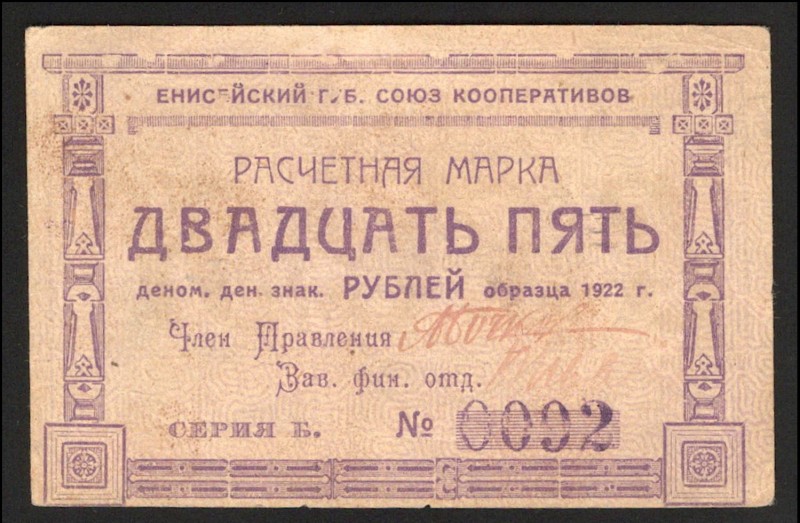 ЕНИСЕЙСКИЙ Г.Б. СОЮЗ КООПЕРАТИВОВ
РАСЧЕТНАЯ МАРКА
ДВАДЦАТЬ ПЯТЬ
деном. ден. знак. РУБЛЕЙ образца 1922 г.
Член Правления
Зав. фин. отд.
СЕРИЯ Б. № 0092